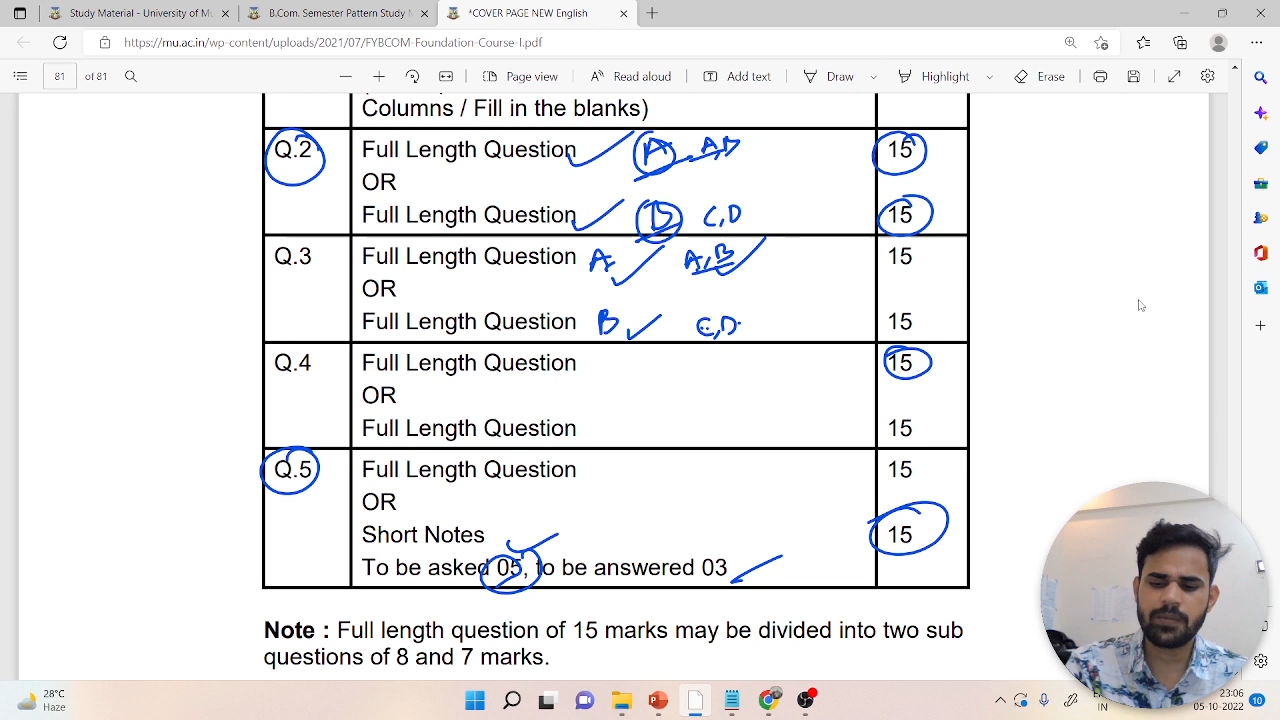 Study Material - University of Mu
B.Com. Semester Pattern Study M
*COVER PAGE NEW English
https://mu.ac.in/wp-content/uploads/2021/07/FYBCOM-Foundation-Course-I.pdf
81 of 81
Page view
Read aloud
Add text
Draw
Highlight
Erase
Columns / Fill in the blanks)
Q.2 Full Length Question A A,B 15
OR
Full Length Question B C,D 15
Q.3 Full Length Question A A,B 15
OR
Full Length Question B C,D 15
Q.4 Full Length Question 15
OR
Full Length Question 15
Q.5 Full Length Question 15
OR
Short Notes 15
To be asked 05, to be answered 03
Note : Full length question of 15 marks may be divided into two sub
questions of 8 and 7 marks.
28°C
Haze
IN
23:06
05-10-2022
10